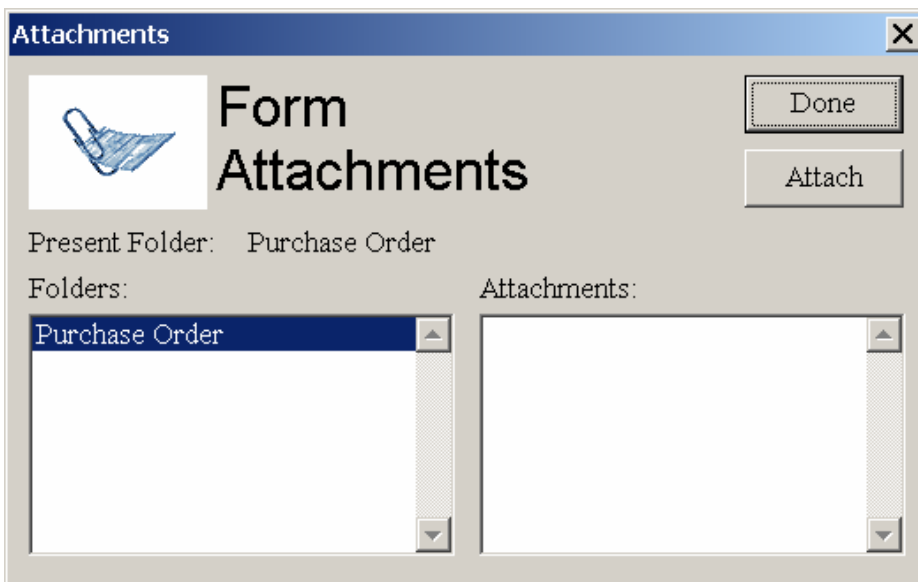 Attachments
Form
Attachments
Done
Attach
Present Folder: Purchase Order
Folders:
Attachments:
Purchase Order